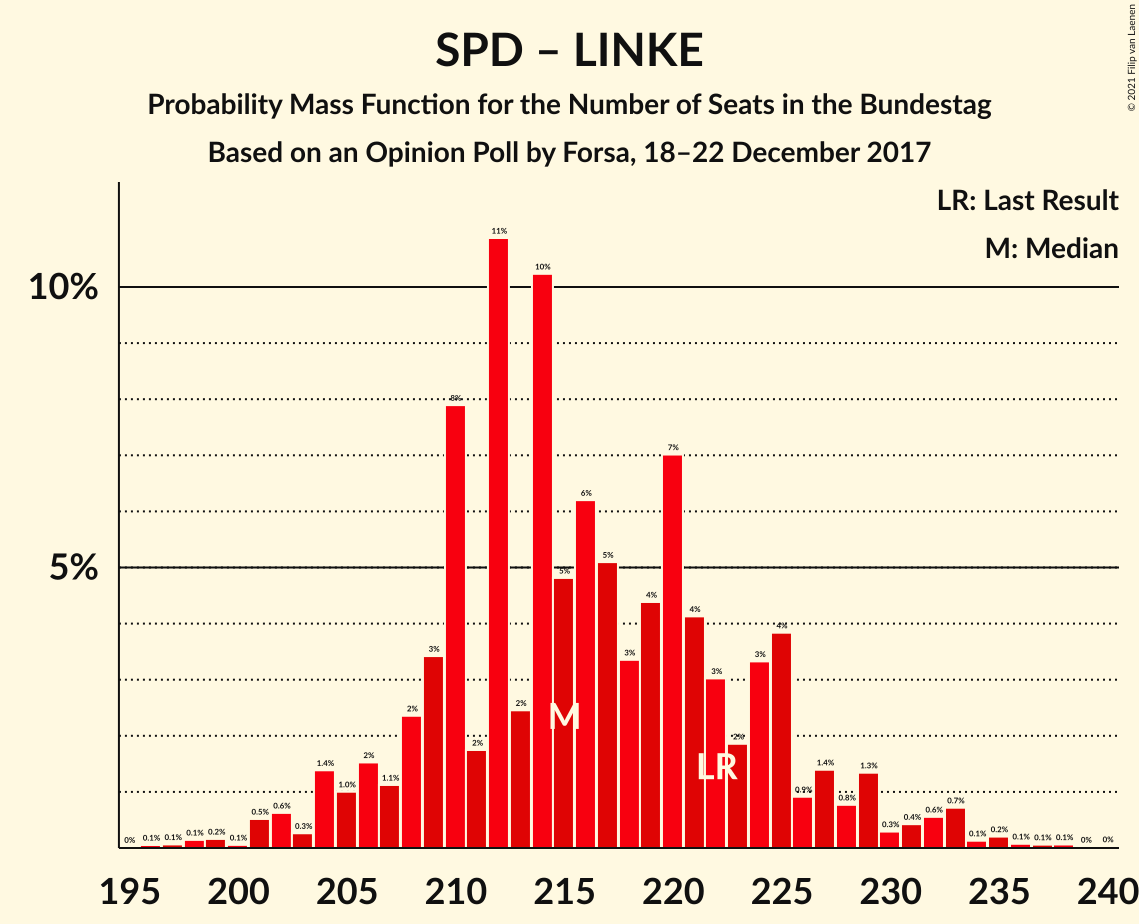 SPD – LINKE
Probability Mass Function for the Number of Seats in the Bundestag
Based on an Opinion Poll by Forsa, 18–22 December 2017
© 2021 Filip van Laenen
LR: Last Result
M: Median
10%
5%
0% 0.1% 0.1% 0.1% 0.2% 0.1% 0.5% 0.6% 0.3% 1.4% 1.0% 2% 1.1% 2% 3% 8% 2% 11% 2% 10% 5% 6% 5% 3% 4% 7% 4% 3% 2% 3% 4% 0.9% 1.4% 0.8% 1.3% 0.3% 0.4% 0.6% 0.7% 0.1% 0.2% 0.1% 0.1% 0.1% 0% 0%
M
LR
195 200 205 210 215 220 225 230 235 240